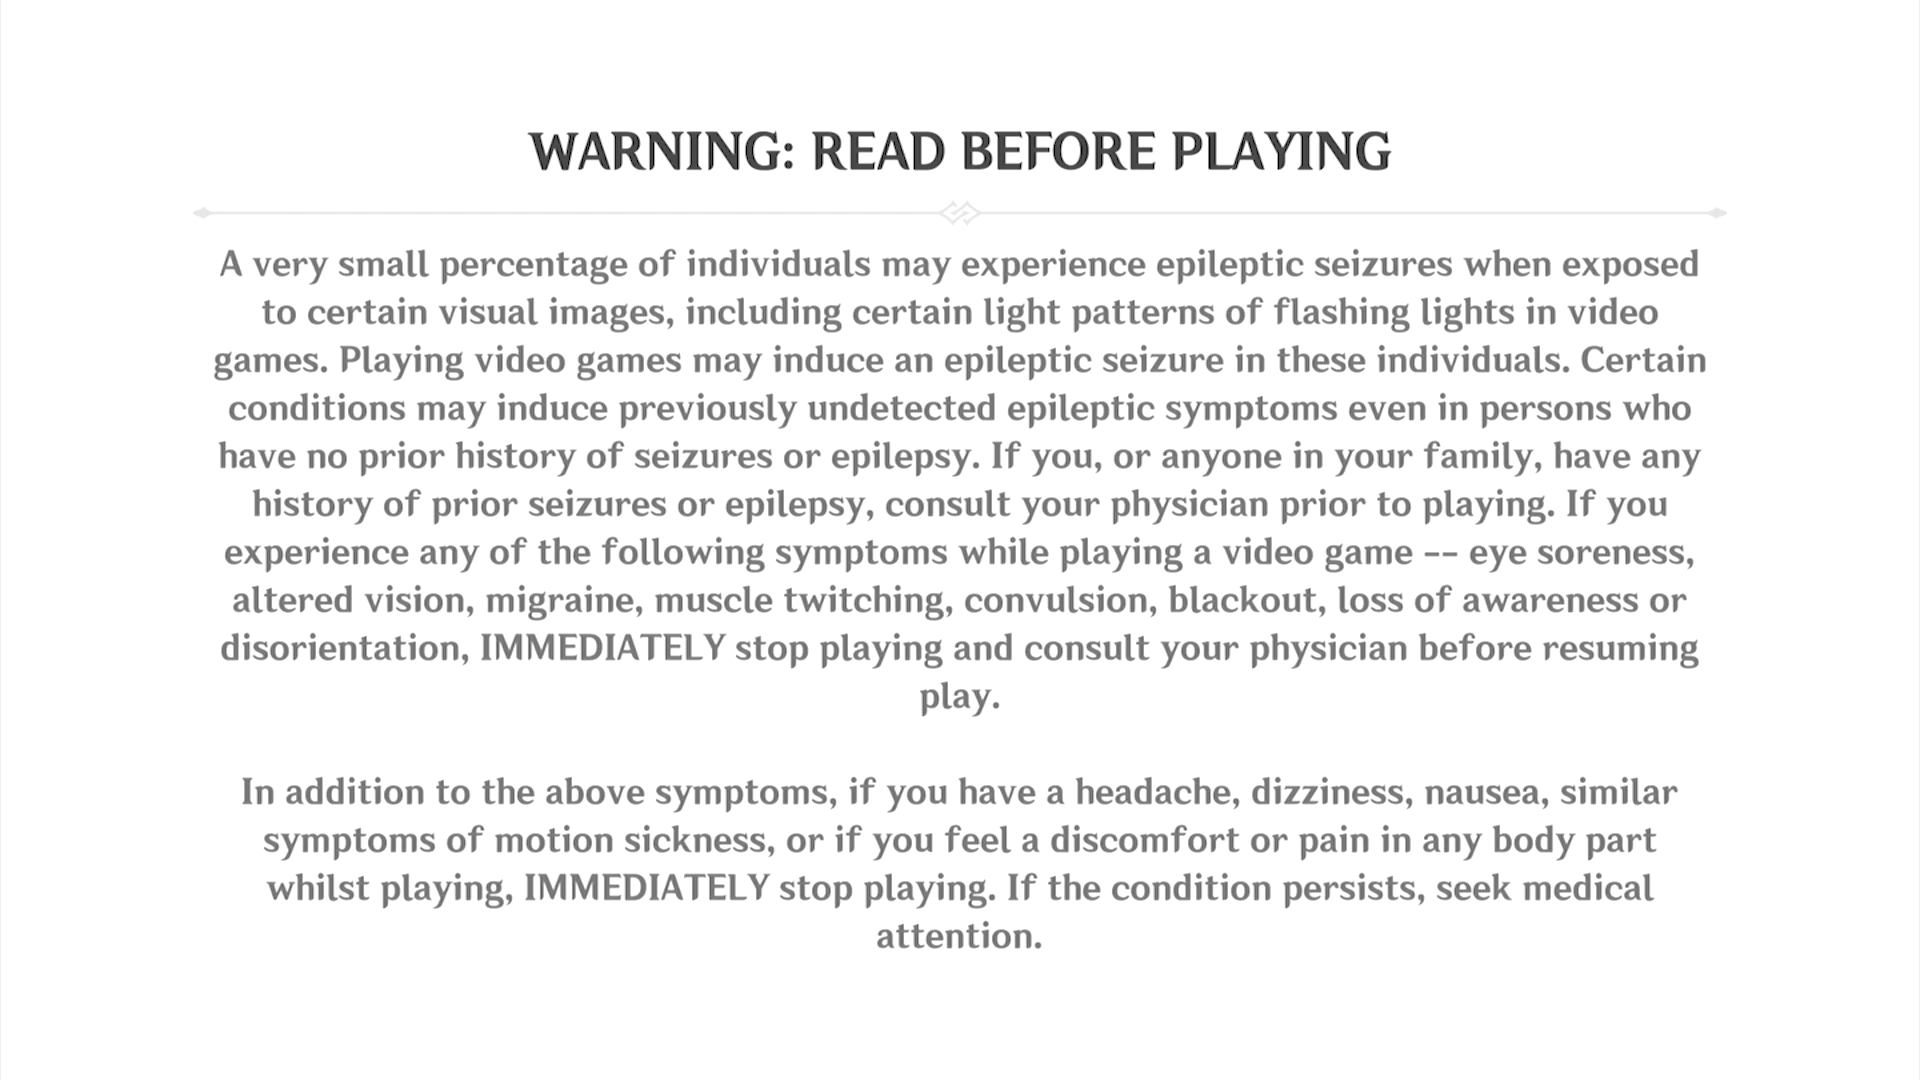 WARNING: READ BEFORE PLAYING
A very small percentage of individuals may experience epileptic seizures when exposed
to certain visual images, including certain light patterns of flashing lights in video
games. Playing video games may induce an epileptic seizure in these individuals. Certain
conditions may induce previously undetected epileptic symptoms even in persons who
have no prior history of seizures or epilepsy. If you, or anyone in your family, have any
history of prior seizures or epilepsy, consult your physician prior to playing. If you
experience any of the following symptoms while playing a video game -- eye soreness,
altered vision, migraine, muscle twitching, convulsion, blackout, loss of awareness or
disorientation, IMMEDIATELY stop playing and consult your physician before resuming
play.
In addition to the above symptoms, if you have a headache, dizziness, nausea, similar
symptoms of motion sickness, or if you feel a discomfort or pain in any body part
whilst playing, IMMEDIATELY stop playing. If the condition persists, seek medical
attention.